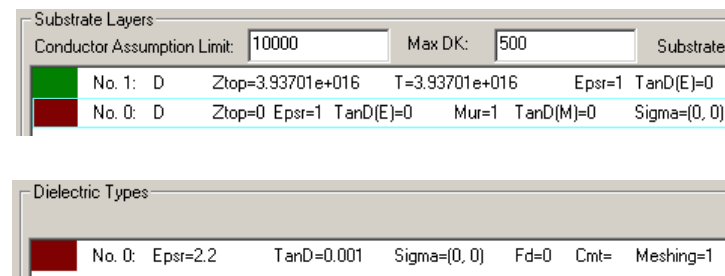 Substrate Layers
Conductor Assumption Limit: 10000 Max DK: 500 Substrate
No. 1: D Ztop=3.93701e+016 T=3.93701e+016 Epsr=1 TanD(E)=0
No. 0: D Ztop=0 Epsr=1 TanD(E)=0 Mur=1 TanD(M)=0 Sigma=(0, 0)
Dielectric Types
No. 0: Epsr=2.2 TanD=0.001 Sigma=(0, 0) Fd=0 Cmt= Meshing=1